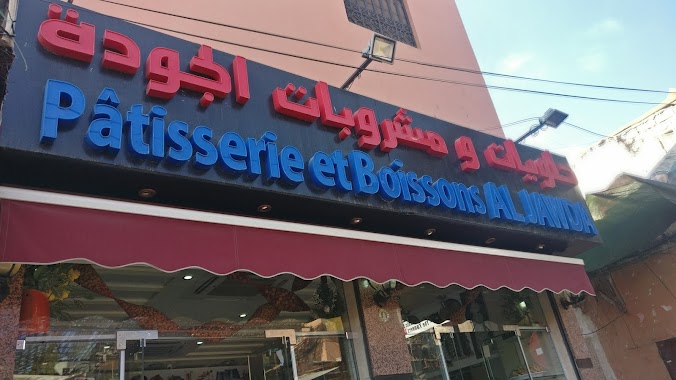 حلويات و مشروبات الجودة
Pâtisserie et Boissons AL JAWDA